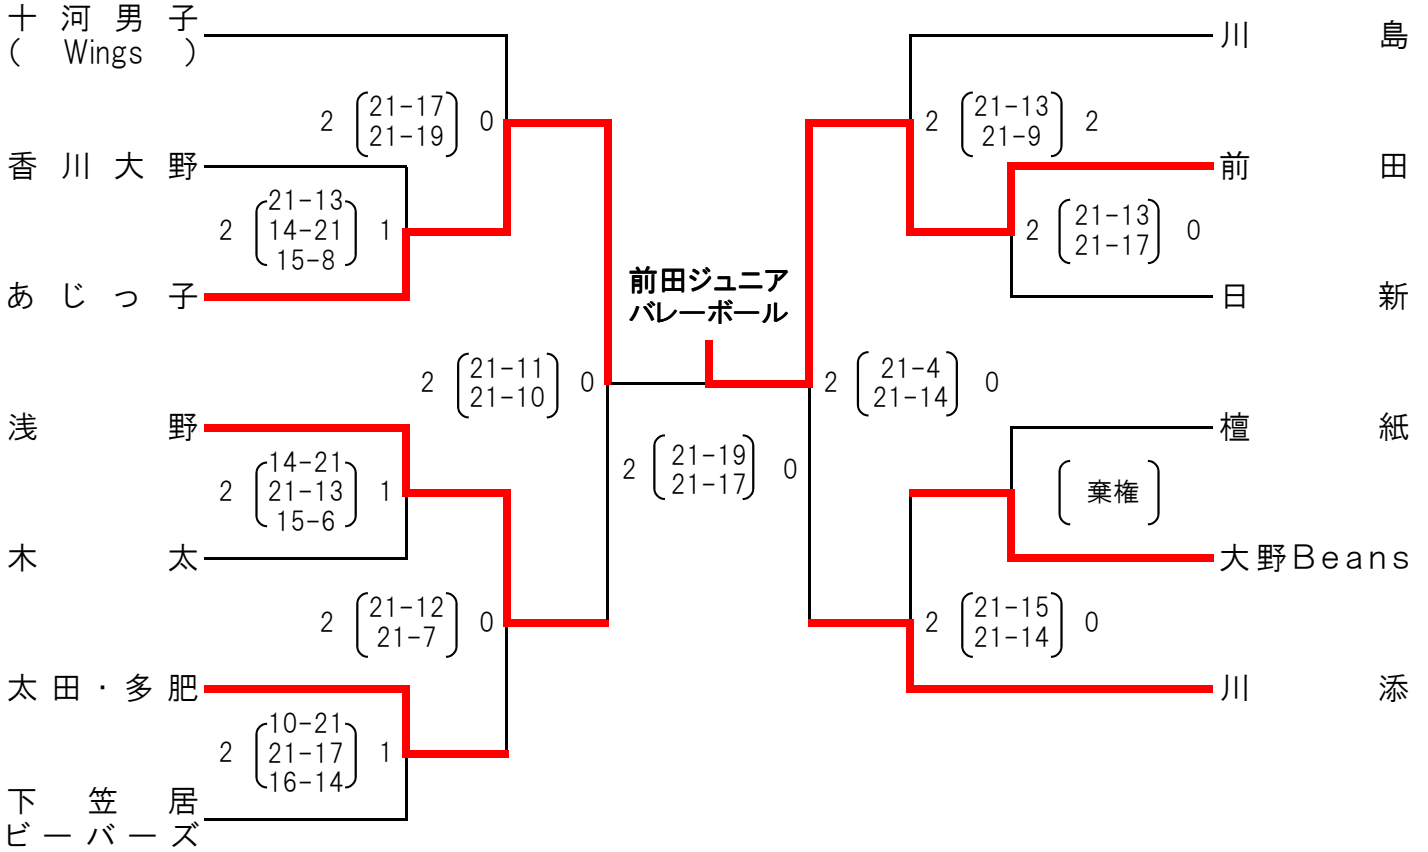 十河男子
( Wings )
2 21-17 0
21-19
香川大野
2 21-13 1
14-21
15-8
あじっ子
2 21-11 0
21-10
浅野
2 14-21 1
21-13
15-6
木太
2 21-12 0
21-7
太田・多肥
2 10-21 1
21-17
16-14
下笠居
ビーバーズ
前田ジュニア
バレーボール
2 21-19 0
21-17
川島
2 21-13 2
21-9
前田
2 21-13 0
21-17
日新
2 21-4 0
21-14
檀紙
棄権
大野Beans
2 21-15 0
21-14
川添